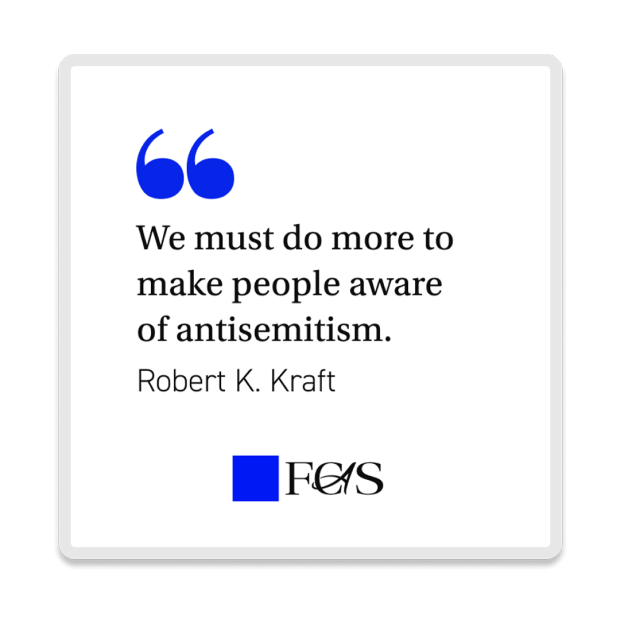 We must do more to
make people aware
of antisemitism.
Robert K. Kraft
FCAS